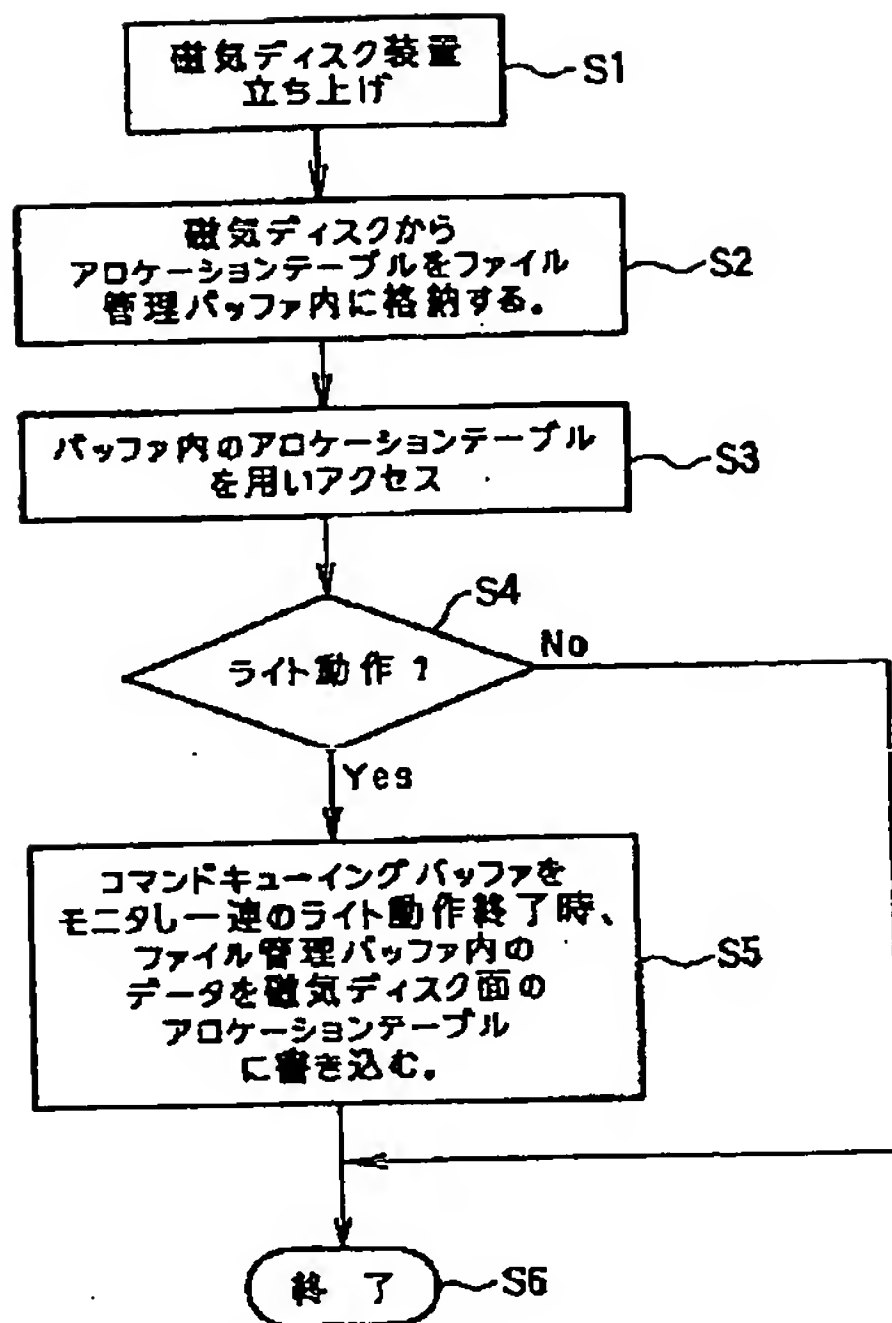 磁気ディスク装置
立ち上げ
S1
磁気ディスクから
アロケーションテーブルをファイル
管理バッファ内に格納する。
S2
バッファ内のアロケーションテーブル
を用いアクセス
S3
S4
ライト動作？
No
Yes
コマンドキューイングバッファを
モニタし一連のライト動作終了時、
ファイル管理バッファ内の
データを磁気ディスク面の
アロケーションテーブル
に書き込む。
S5
終了
S6